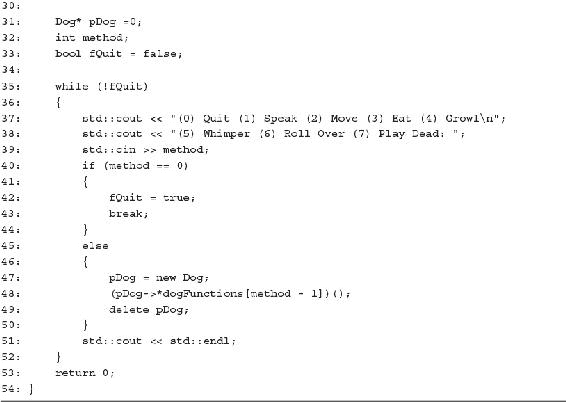 30:
31:     Dog* pDog =0;
32:     int method;
33:     bool fQuit = false;
34:
35:     while (!fQuit)
36:     {
37:         std::cout << "(0) Quit (1) Speak (2) Move (3) Eat (4) Growl\n";
38:         std::cout << "(5) Whimper (6) Roll Over (7) Play Dead: ";
39:         std::cin >> method;
40:         if (method == 0)
41:         {
42:             fQuit = true;
43:             break;
44:         }
45:         else
46:         {
47:             pDog = new Dog;
48:             (pDog->*dogFunctions[method - 1])();
49:             delete pDog;
50:         }
51:         std::cout << std::endl;
52:     }
53:     return 0;
54: }